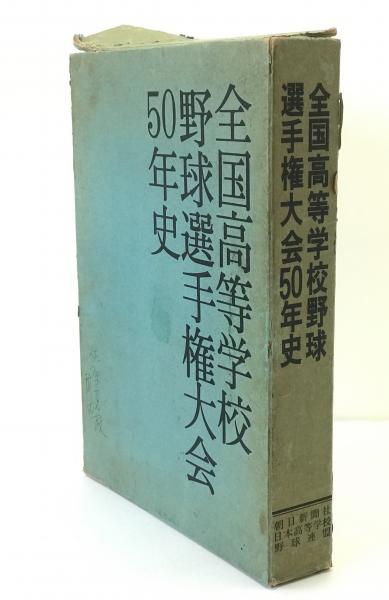 全国高等学校
野球選手権大会
50年史
全国高等学校野球
選手権大会50年史
朝日新聞社
日本高等学校
野球連盟